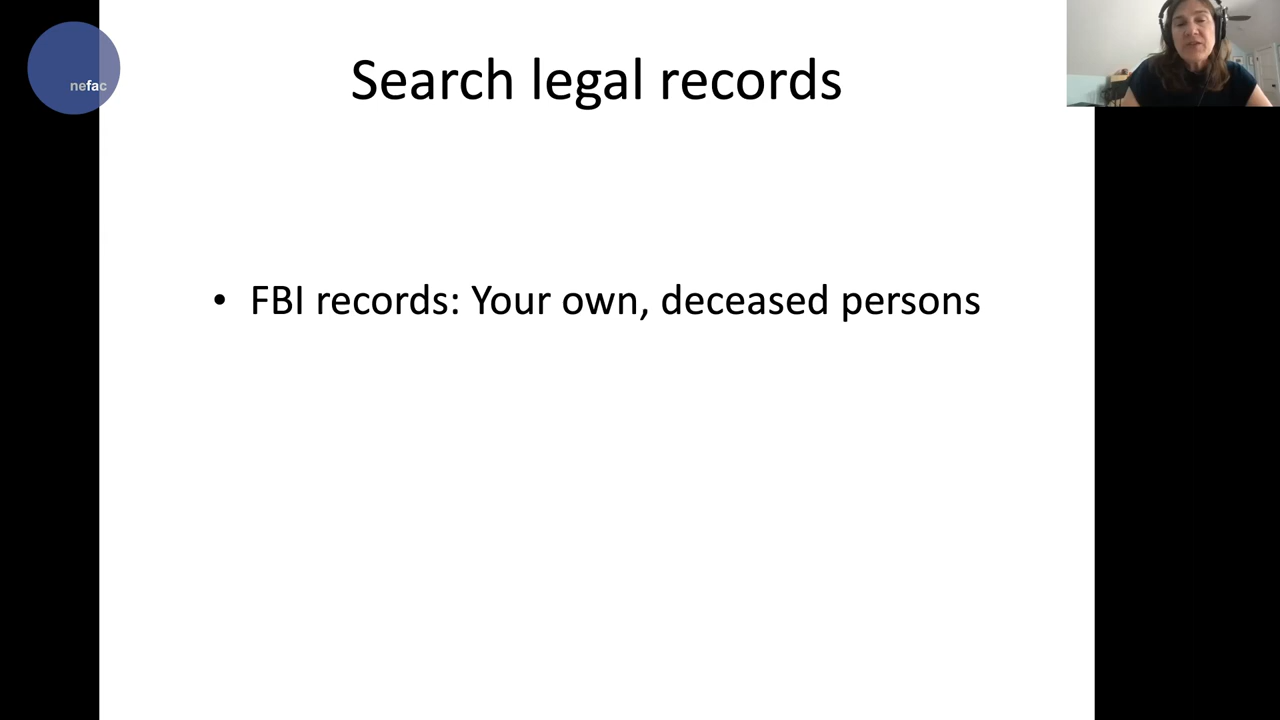 nefac
Search legal records
• FBI records: Your own, deceased persons